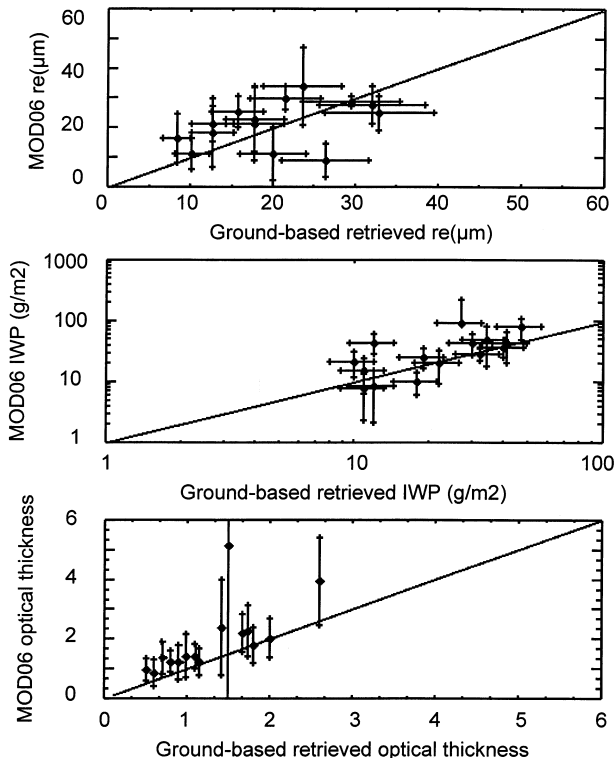 60
40
20
0
MOD06 re(µm)
0 10 20 30 40 50 60
Ground-based retrieved re(µm)
1000
100
10
1
MOD06 IWP (g/m2)
1 10 100
Ground-based retrieved IWP (g/m2)
6
4
2
0
MOD06 optical thickness
0 1 2 3 4 5 6
Ground-based retrieved optical thickness